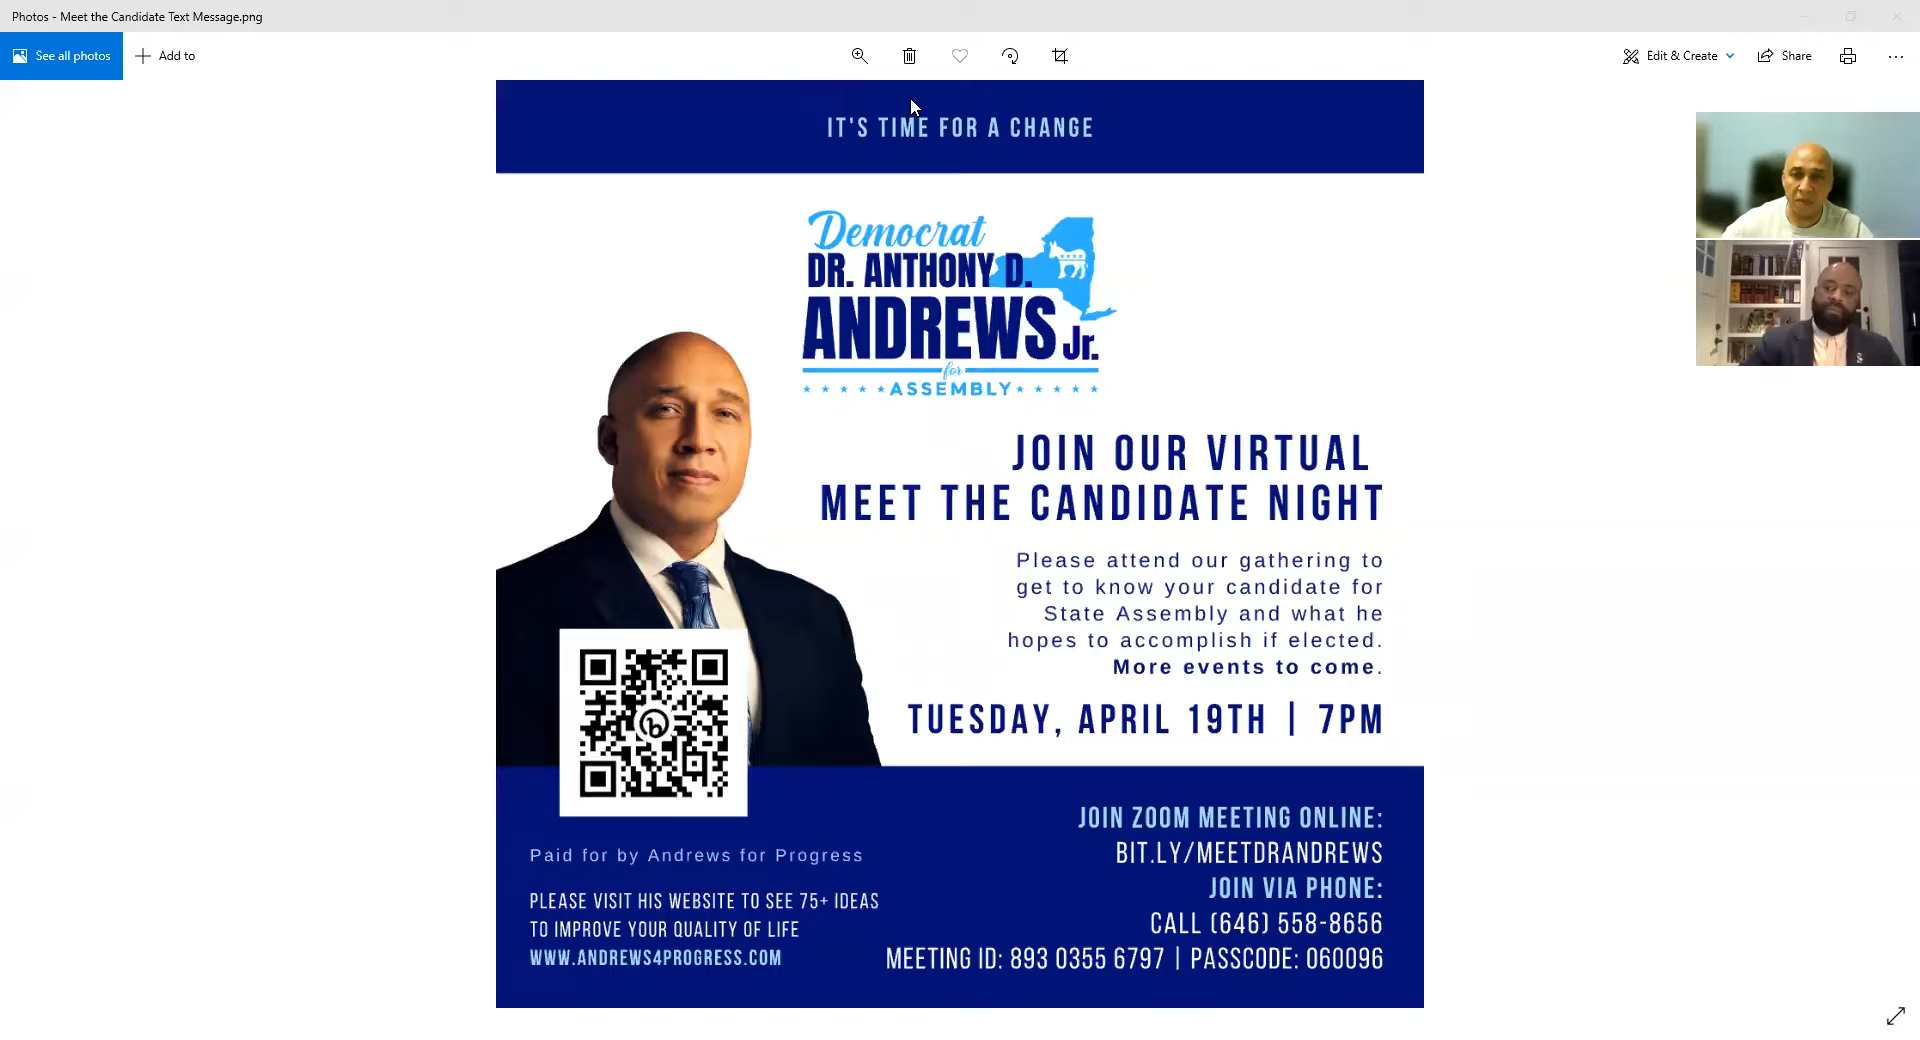 Photos - Meet the Candidate Text Message.png
See all photos
Add to
Edit & Create
Share
IT'S TIME FOR A CHANGE
Democrat
DR. ANTHONY D.
ANDREWS Jr.
for
ASSEMBLY
JOIN OUR VIRTUAL
MEET THE CANDIDATE NIGHT
Please attend our gathering to
get to know your candidate for
State Assembly and what he
hopes to accomplish if elected.
More events to come.
TUESDAY, APRIL 19TH | 7PM
Paid for by Andrews for Progress
PLEASE VISIT HIS WEBSITE TO SEE 75+ IDEAS
TO IMPROVE YOUR QUALITY OF LIFE
WWW.ANDREWS4PROGRESS.COM
JOIN ZOOM MEETING ONLINE:
BIT.LY/MEETDRANDREWS
JOIN VIA PHONE:
CALL (646) 558-8656
MEETING ID: 893 0355 6797 | PASSCODE: 060096